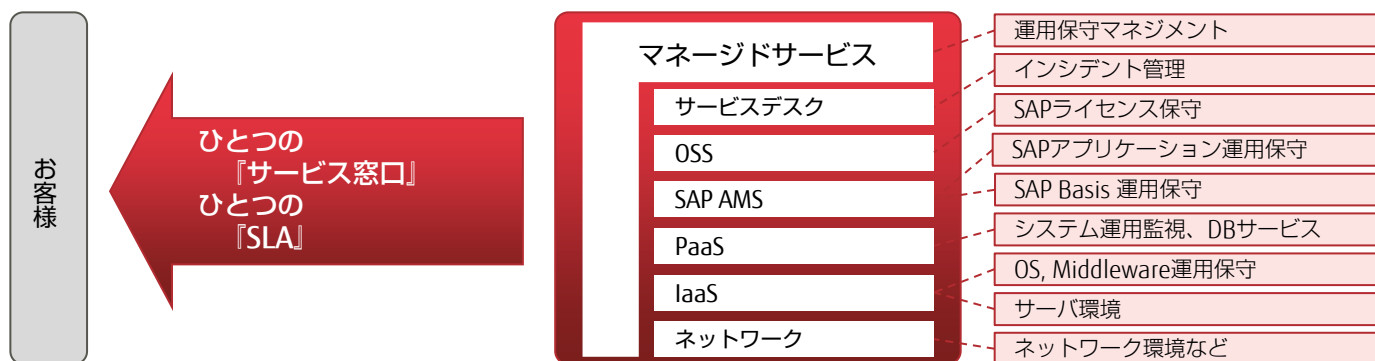 お客様
ひとつの
『サービス窓口』
ひとつの
『SLA』
マネージドサービス
サービスデスク
OSS
SAP AMS
PaaS
IaaS
ネットワーク
運用保守マネジメント
インシデント管理
SAPライセンス保守
SAPアプリケーション運用保守
SAP Basis 運用保守
システム運用監視、DBサービス
OS, Middleware運用保守
サーバ環境
ネットワーク環境など